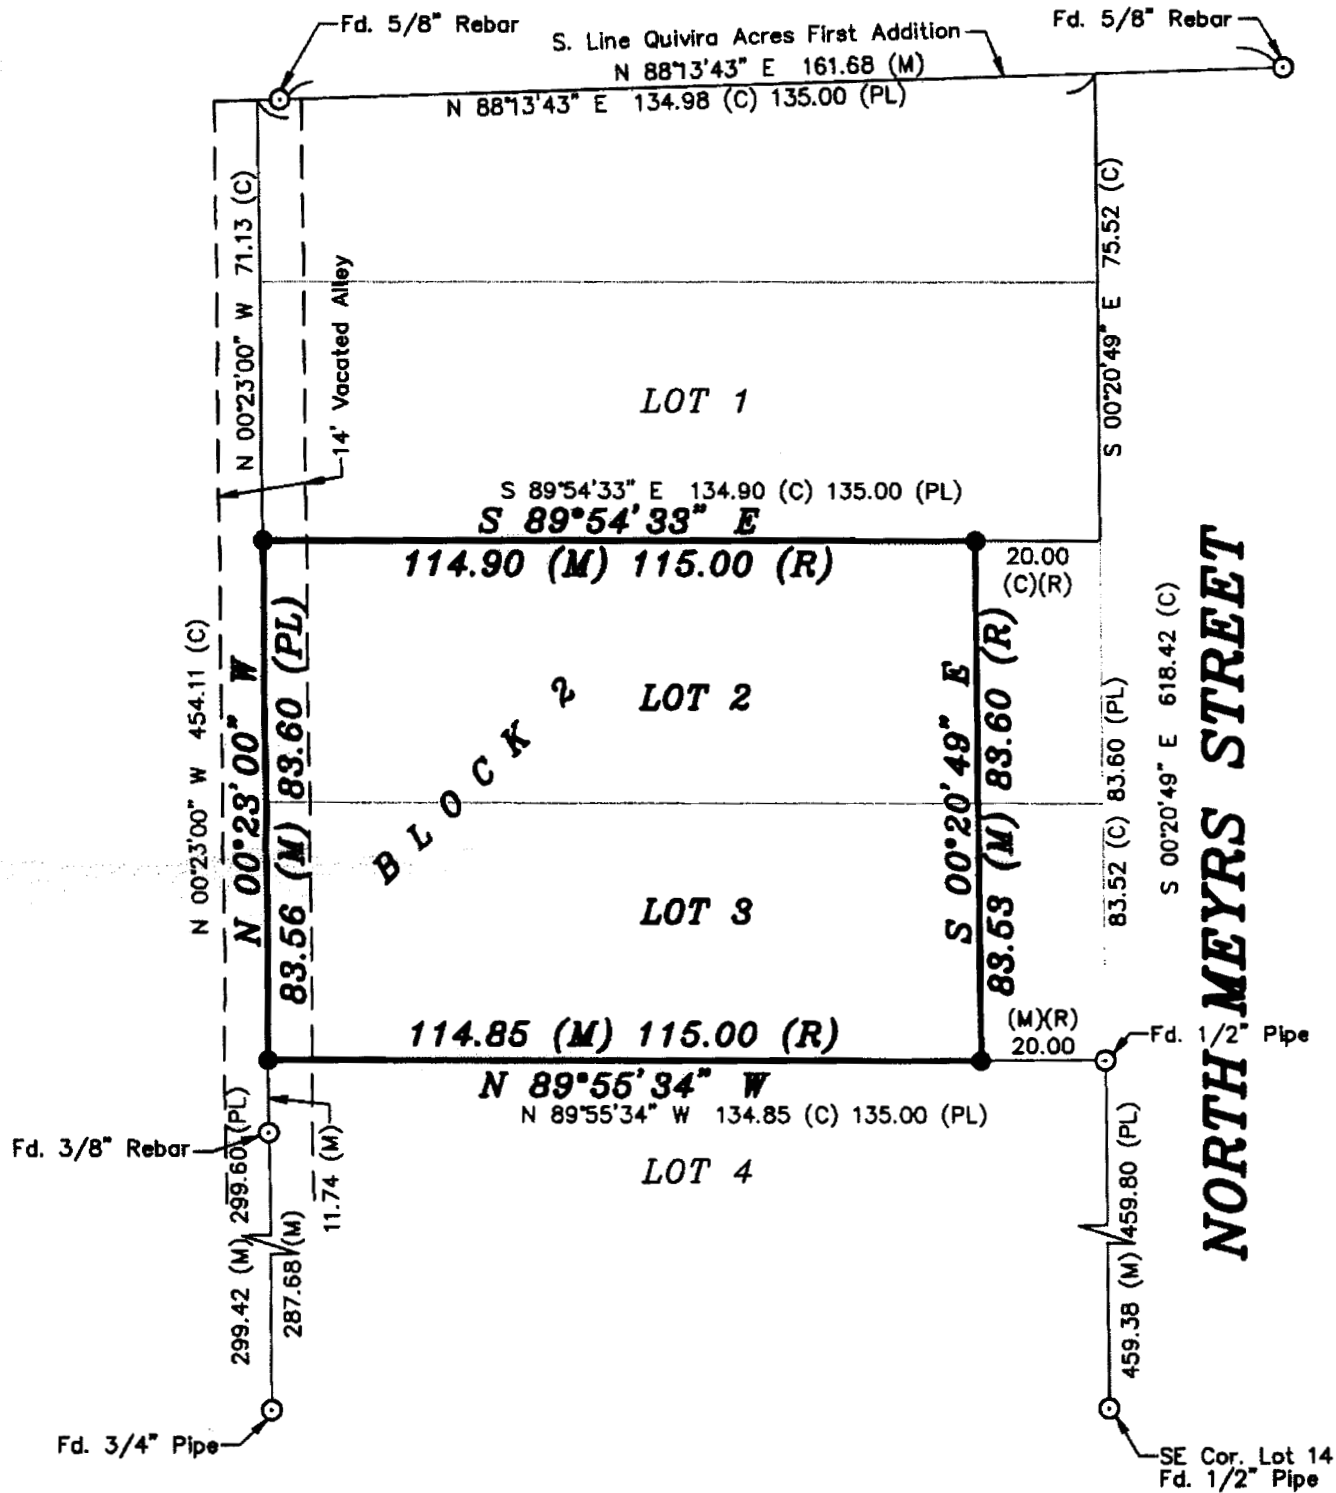 Fd. 5/8" Rebar
Fd. 5/8" Rebar
S. Line Quivira Acres First Addition
N 88°13'43" E 161.68 (M)
N 88°13'43" E 134.98 (C) 135.00 (PL)
N 00°23'00" W 71.13 (C)
14' Vacated Alley
S 00°20'49" E 75.52 (C)
LOT 1
S 89°54'33" E 134.90 (C) 135.00 (PL)
S 89°54'33" E
114.90 (M) 115.00 (R)
20.00
(C)(R)
N 00°23'00" W 454.11 (C)
N 00°23'00" W
83.56 (M) 83.60 (PL)
BLOCK 2
LOT 2
LOT 3
S 00°20'49" E
83.53 (M) 83.60 (R)
83.52 (C) 83.60 (PL)
S 00°20'49" E 618.42 (C)
NORTH MEYRS STREET
114.85 (M) 115.00 (R)
N 89°55'34" W
N 89°55'34" W 134.85 (C) 135.00 (PL)
(M)(R)
20.00
Fd. 1/2" Pipe
Fd. 3/8" Rebar
LOT 4
299.42 (M) 299.60 (PL)
287.68 (M)
11.74 (M)
459.38 (M) 459.80 (PL)
Fd. 3/4" Pipe
SE Cor. Lot 14
Fd. 1/2" Pipe